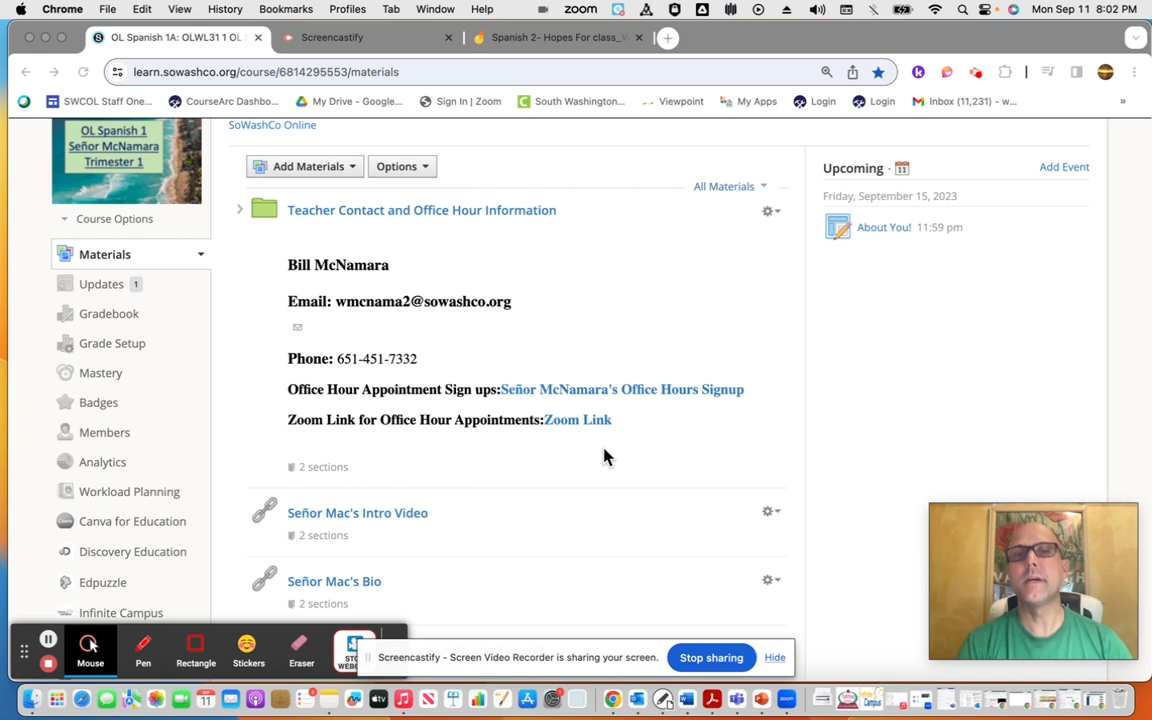 Chrome File Edit View History Bookmarks Profiles Tab Window Help zoom Mon Sep 11 8:02 PM
OL Spanish 1A: OLWL31 1 OL S Screencastify Spanish 2- Hopes For class_W
learn.sowashco.org/course/6814295553/materials
SWCOL Staff One... CourseArc Dashbo... My Drive - Google... Sign In | Zoom South Washington... Viewpoint My Apps Login Login Inbox (11,231) - w... »
OL Spanish 1
Señor McNamara
Trimester 1
Course Options
Materials
Updates 1
Gradebook
Grade Setup
Mastery
Badges
Members
Analytics
Workload Planning
Canva for Education
Discovery Education
Edpuzzle
Infinite Campus
SoWashCo Online
Add Materials Options
All Materials
Teacher Contact and Office Hour Information
Bill McNamara
Email: wmcnama2@sowashco.org
Phone: 651-451-7332
Office Hour Appointment Sign ups:Señor McNamara's Office Hours Signup
Zoom Link for Office Hour Appointments:Zoom Link
2 sections
Señor Mac's Intro Video
2 sections
Señor Mac's Bio
2 sections
Upcoming · 11 Add Event
Friday, September 15, 2023
About You! 11:59 pm
Mouse Pen Rectangle Stickers Eraser
Screencastify - Screen Video Recorder is sharing your screen. Stop sharing Hide